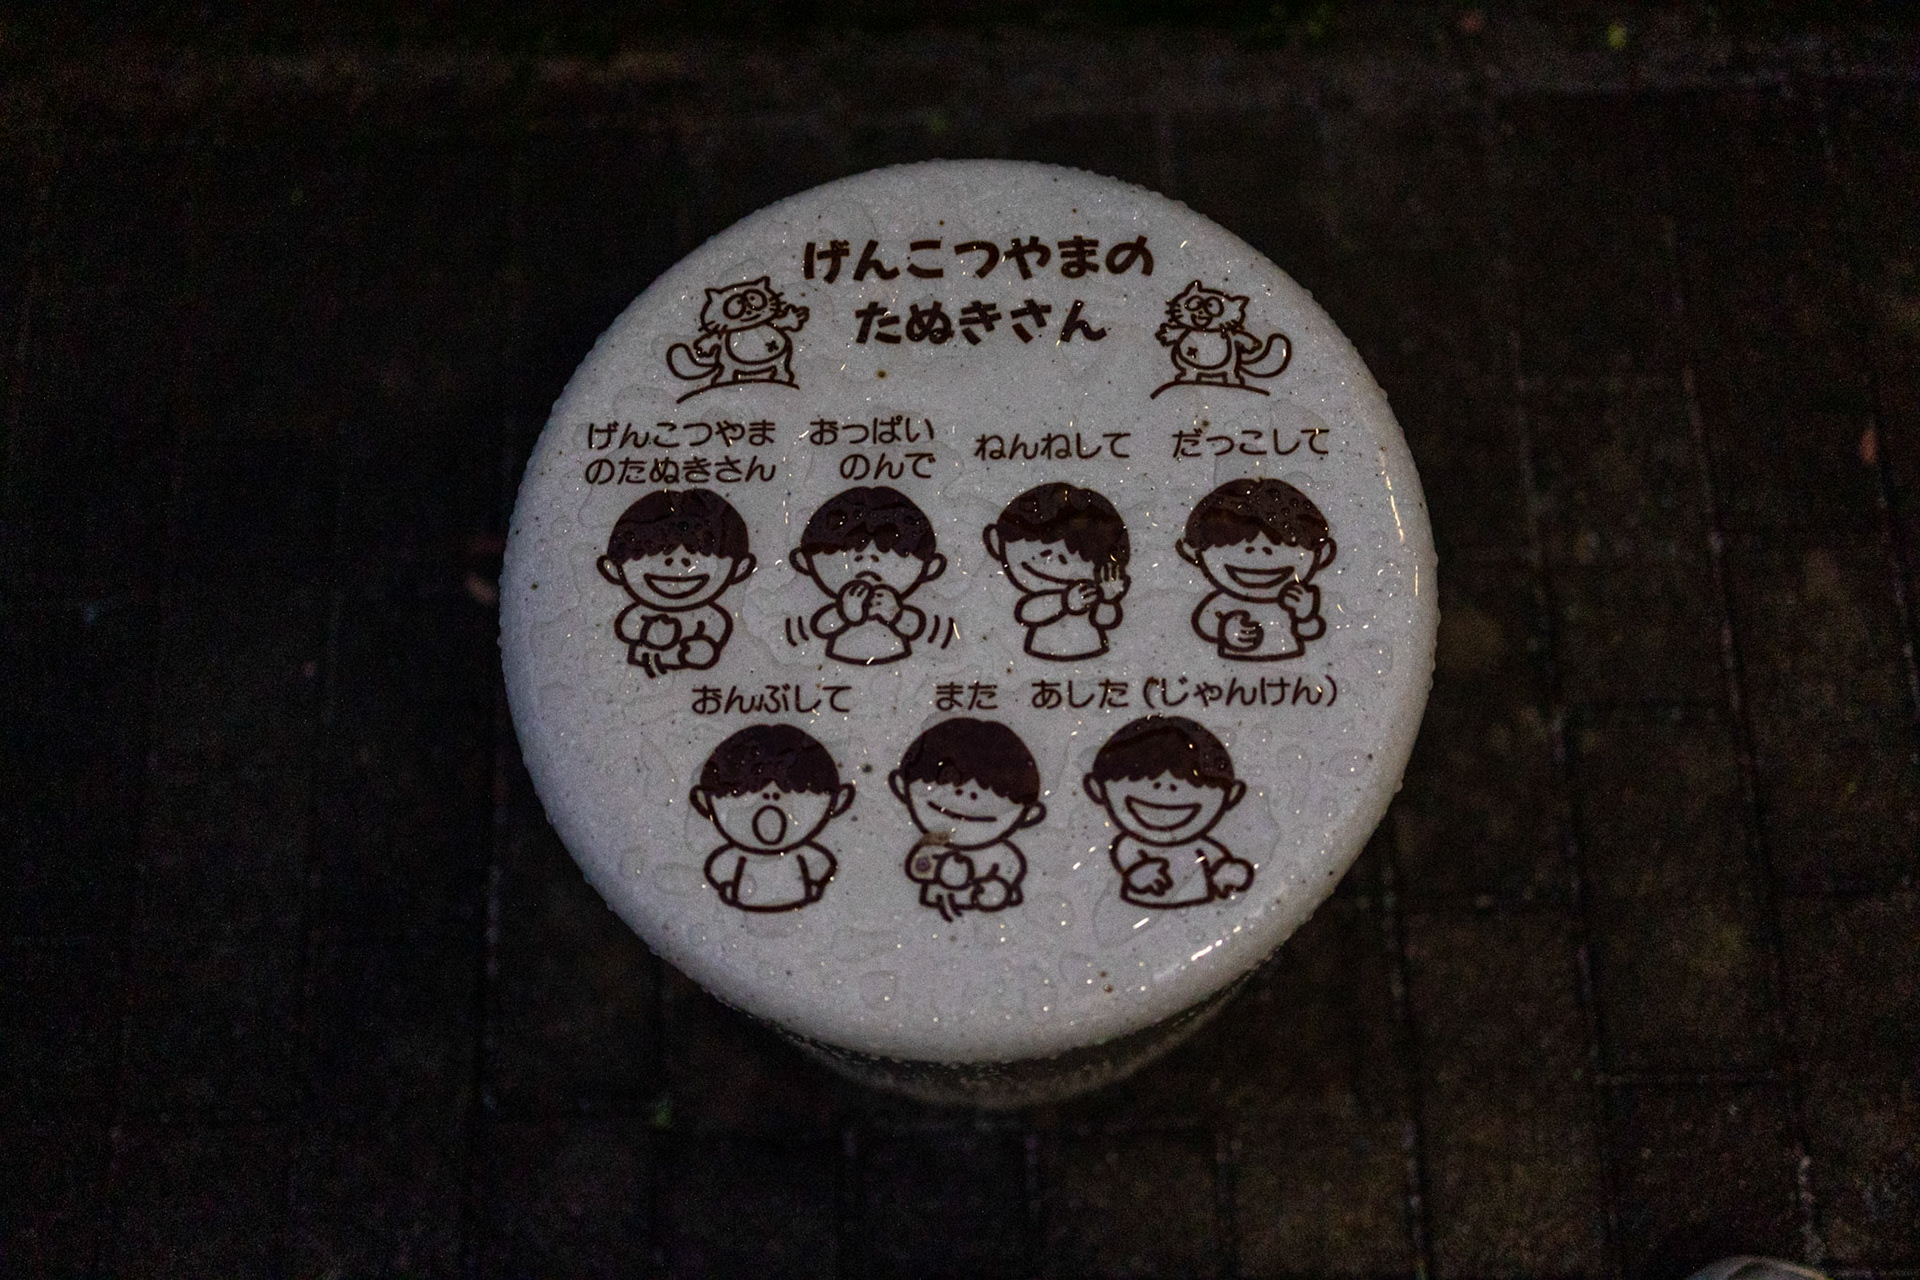 げんこつやまの
たぬきさん
げんこつやま
のたぬきさん
おっぱい
のんで
ねんねして
だっこして
おんぶして
また
あした（じゃんけん）